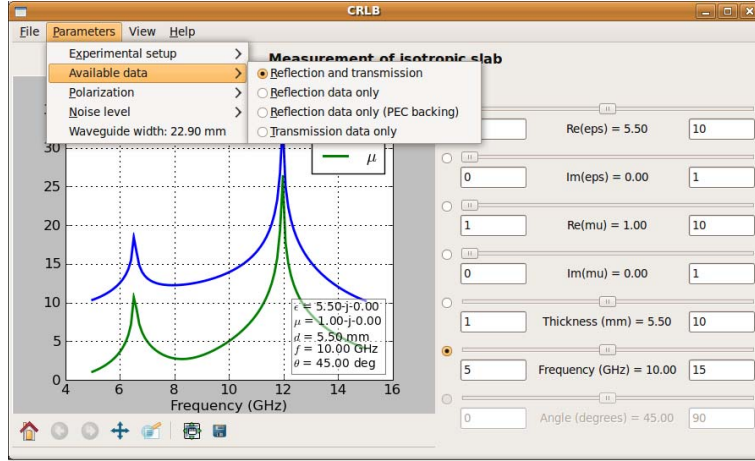 CRLB
File Parameters View Help
Experimental setup
Available data
Polarization
Noise level
Waveguide width: 22.90 mm
Reflection and transmission
Reflection data only
Reflection data only (PEC backing)
Transmission data only
Measurement of isotropic slab
μ
30
25
20
15
10
5
0
4 6 8 10 12 14 16
Frequency (GHz)
ϵ = 5.50-j-0.00
μ = 1.00-j-0.00
d = 5.50 mm
f = 10.00 GHz
θ = 45.00 deg
Re(eps) = 5.50 10
0 Im(eps) = 0.00 1
1 Re(mu) = 1.00 10
0 Im(mu) = 0.00 1
1 Thickness (mm) = 5.50 10
5 Frequency (GHz) = 10.00 15
0 Angle (degrees) = 45.00 90